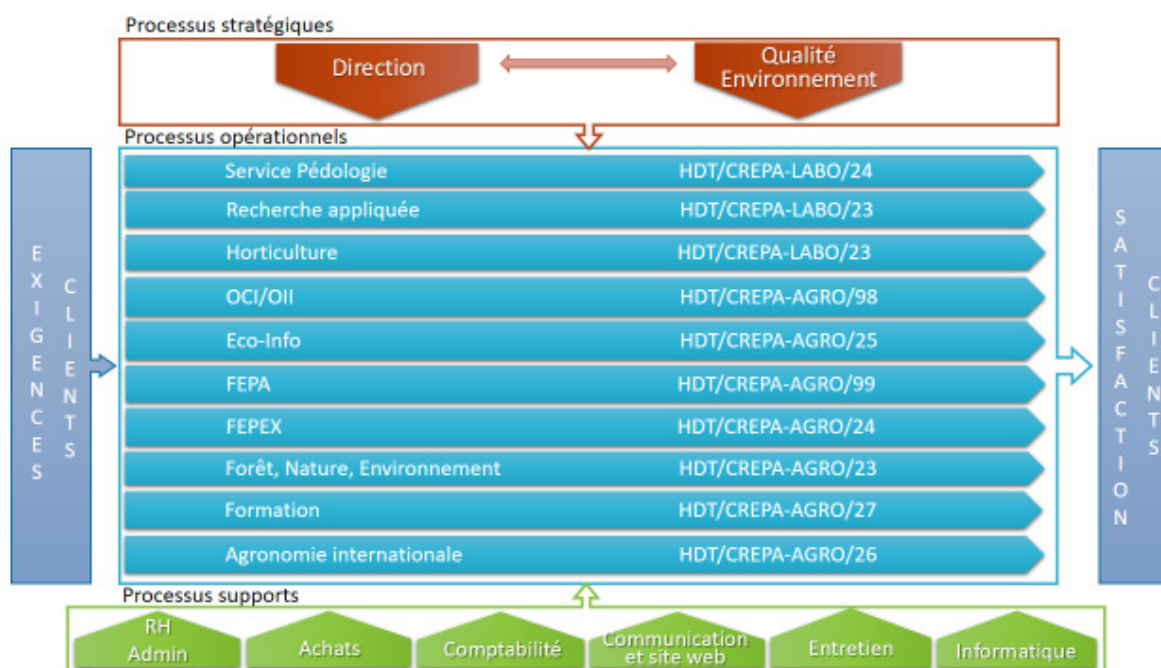 Processus stratégiques
Direction
Qualité
Environnement
Processus opérationnels
EXIGENCES
CLIENTS
Service Pédologie HDT/CREPA-LABO/24
Recherche appliquée HDT/CREPA-LABO/23
Horticulture HDT/CREPA-LABO/23
OCI/OII HDT/CREPA-AGRO/98
Eco-Info HDT/CREPA-AGRO/25
FEPA HDT/CREPA-AGRO/99
FEPEX HDT/CREPA-AGRO/24
Forêt, Nature, Environnement HDT/CREPA-AGRO/23
Formation HDT/CREPA-AGRO/27
Agronomie internationale HDT/CREPA-AGRO/26
SATISFACTION
CLIENTS
Processus supports
RH
Admin
Achats
Comptabilité
Communication
et site web
Entretien
Informatique